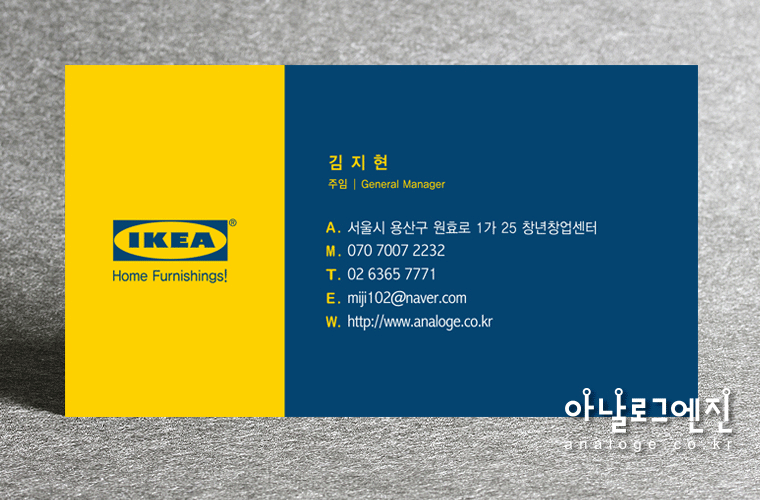 IKEA®
Home Furnishings!
김 지 현
주임 | General Manager
A. 서울시 용산구 원효로 1가 25 창년창업센터
M. 070 7007 2232
T. 02 6365 7771
E. miji102@naver.com
W. http://www.analoge.co.kr
아날로그엔진
analoge.co.kr